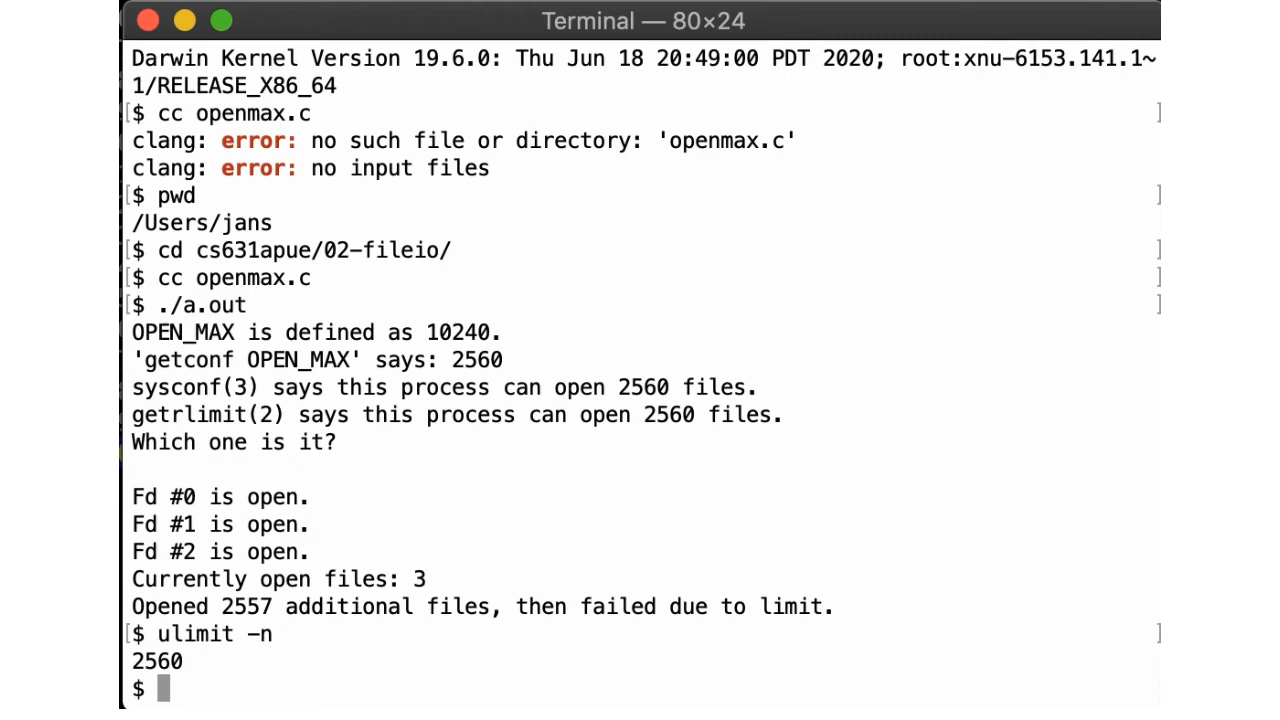 Terminal — 80×24
Darwin Kernel Version 19.6.0: Thu Jun 18 20:49:00 PDT 2020; root:xnu-6153.141.1~
1/RELEASE_X86_64
[$ cc openmax.c ]
clang: error: no such file or directory: 'openmax.c'
clang: error: no input files
[$ pwd ]
/Users/jans
[$ cd cs631apue/02-fileio/ ]
[$ cc openmax.c ]
[$ ./a.out ]
OPEN_MAX is defined as 10240.
'getconf OPEN_MAX' says: 2560
sysconf(3) says this process can open 2560 files.
getrlimit(2) says this process can open 2560 files.
Which one is it?
Fd #0 is open.
Fd #1 is open.
Fd #2 is open.
Currently open files: 3
Opened 2557 additional files, then failed due to limit.
[$ ulimit -n ]
2560
$